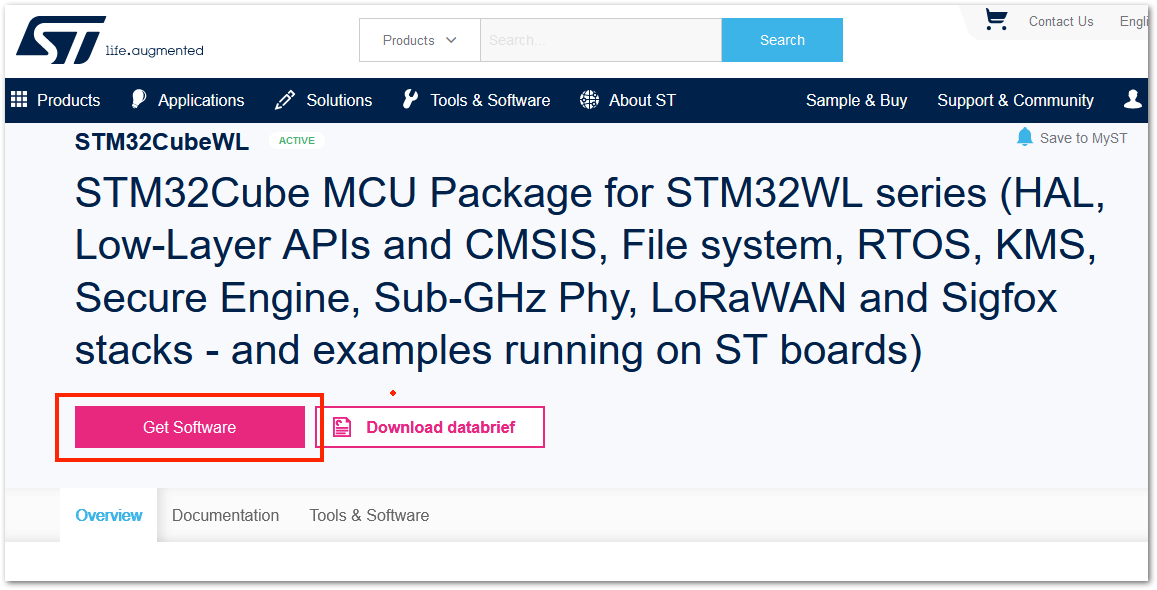 ST life.augmented
Products
Search...
Search
Contact Us
Engli
Products
Applications
Solutions
Tools & Software
About ST
Sample & Buy
Support & Community
STM32CubeWL
ACTIVE
Save to MyST
STM32Cube MCU Package for STM32WL series (HAL,
Low-Layer APIs and CMSIS, File system, RTOS, KMS,
Secure Engine, Sub-GHz Phy, LoRaWAN and Sigfox
stacks - and examples running on ST boards)
Get Software
Download databrief
Overview
Documentation
Tools & Software